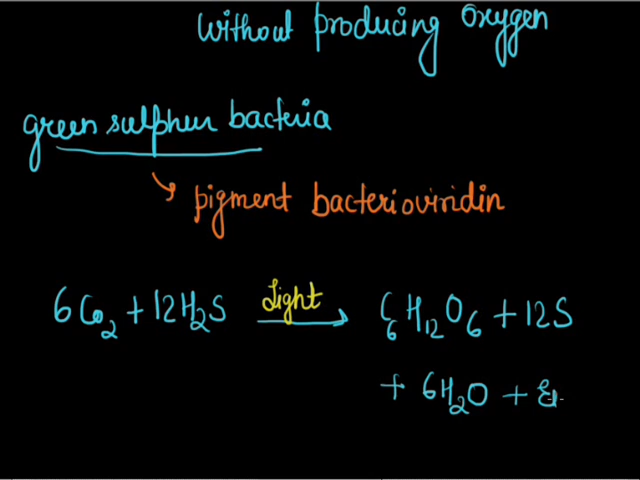 without producing oxygen
green sulphur bacteria
pigment bacterioviridin
6CO₂ + 12H₂S Light → C₆H₁₂O₆ + 12S
+ 6H₂O +